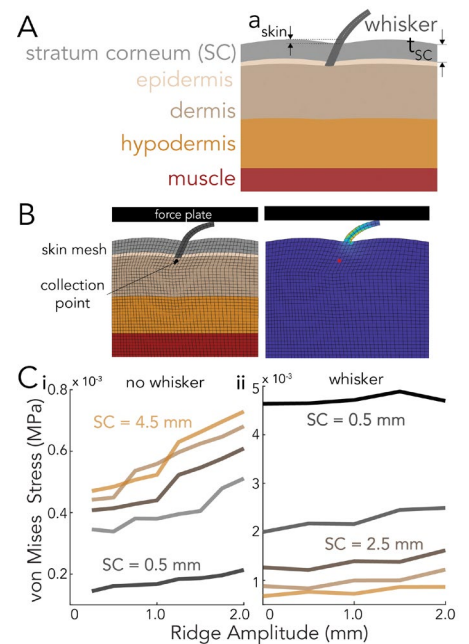 A
a skin
whisker
stratum corneum (SC)
t SC
epidermis
dermis
hypodermis
muscle
B
force plate
skin mesh
collection
point
C i
x 10⁻³
no whisker
ii
x 10⁻³
whisker
0.8
0.6
0.4
0.2
SC = 4.5 mm
SC = 0.5 mm
5
4
3
2
1
SC = 0.5 mm
SC = 2.5 mm
von Mises Stress (MPa)
0
1.0
2.0
0
1.0
2.0
Ridge Amplitude (mm)